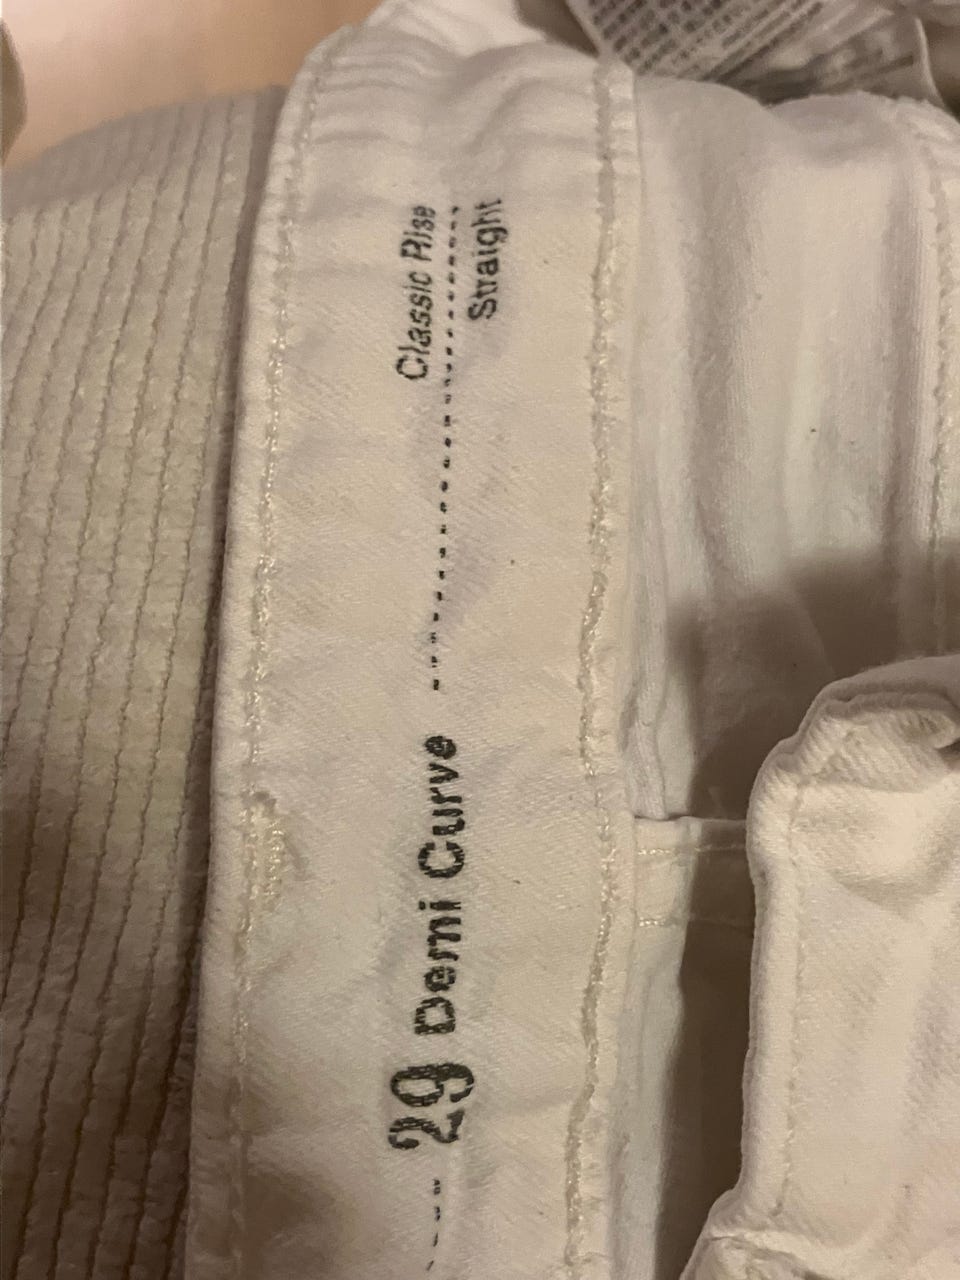 29 Demi Curve
Classic Rise
Straight